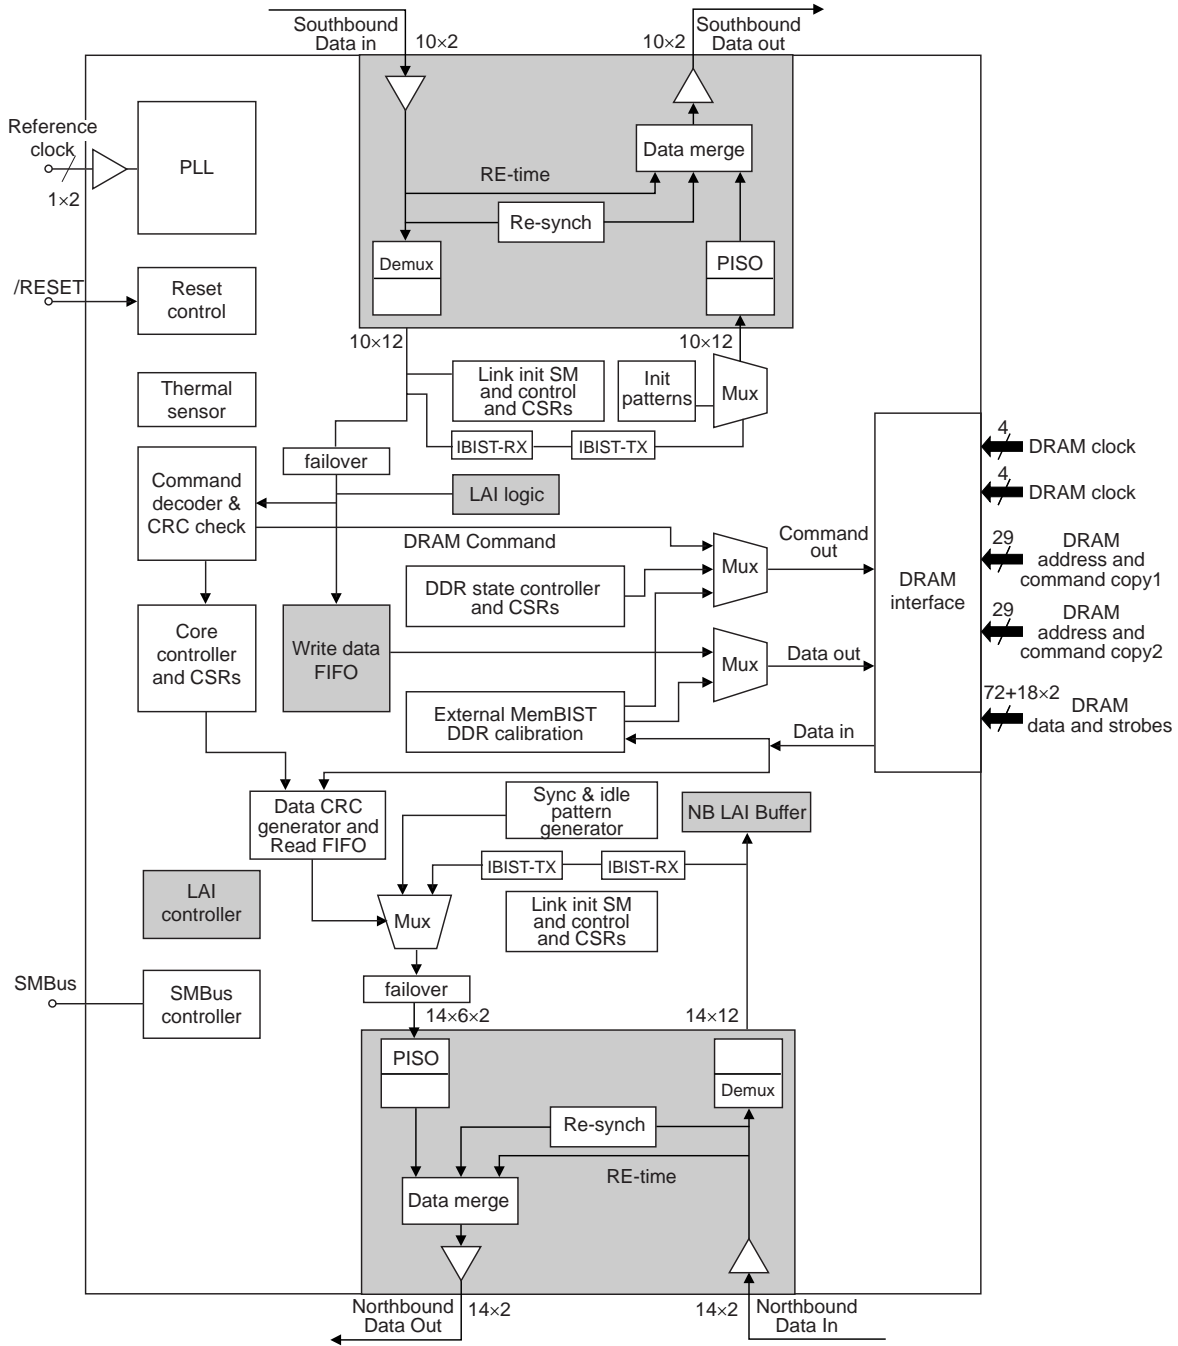 Southbound
Data in
10×2
10×2
Southbound
Data out
Reference
clock
1×2
PLL
Data merge
RE-time
Re-synch
Demux
PISO
/RESET
Reset
control
10×12
10×12
Thermal
sensor
Link init SM
and control
and CSRs
Init
patterns
Mux
IBIST-RX
IBIST-TX
failover
Command
decoder &
CRC check
LAI logic
DRAM Command
DDR state controller
and CSRs
Mux
Command
out
DRAM
interface
4
DRAM clock
4
DRAM clock
29
DRAM
address and
command copy1
29
DRAM
address and
command copy2
72+18×2
DRAM
data and strobes
Core
controller
and CSRs
Write data
FIFO
Mux
Data out
External MemBIST
DDR calibration
Data in
Data CRC
generator and
Read FIFO
Sync & idle
pattern
generator
NB LAI Buffer
IBIST-TX
IBIST-RX
LAI
controller
Mux
Link init SM
and control
and CSRs
SMBus
SMBus
controller
failover
14×6×2
14×12
PISO
Demux
Re-synch
RE-time
Data merge
Northbound
Data Out
14×2
14×2
Northbound
Data In